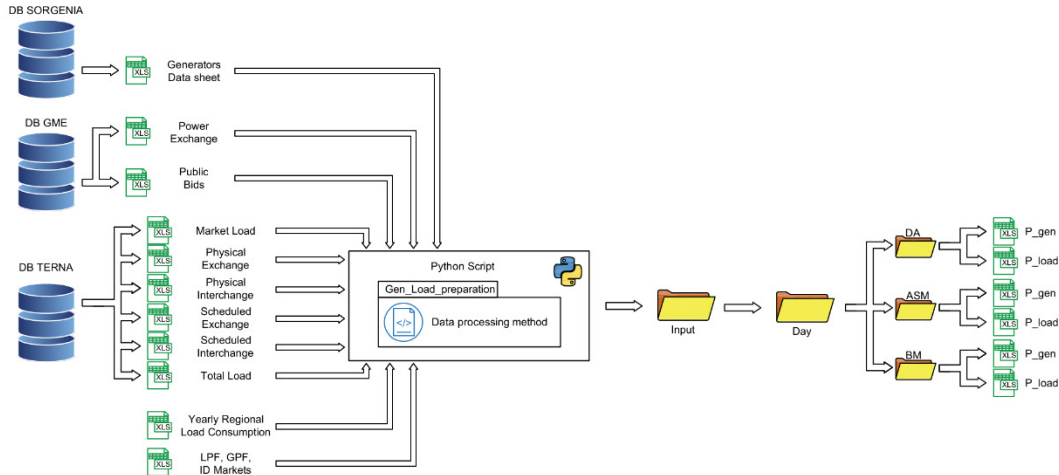 DB SORGENIA
XLS
Generators
Data sheet
DB GME
XLS
Power
Exchange
XLS
Public
Bids
DB TERNA
XLS
Market Load
XLS
Physical
Exchange
XLS
Physical
Interchange
XLS
Scheduled
Exchange
XLS
Scheduled
Interchange
XLS
Total Load
XLS
Yearly Regional
Load Consumption
XLS
LPF, GPF,
ID Markets
Python Script
Gen_Load_preparation
</>
Data processing method
Input
Day
DA
XLS
P_gen
XLS
P_load
ASM
XLS
P_gen
XLS
P_load
BM
XLS
P_gen
XLS
P_load